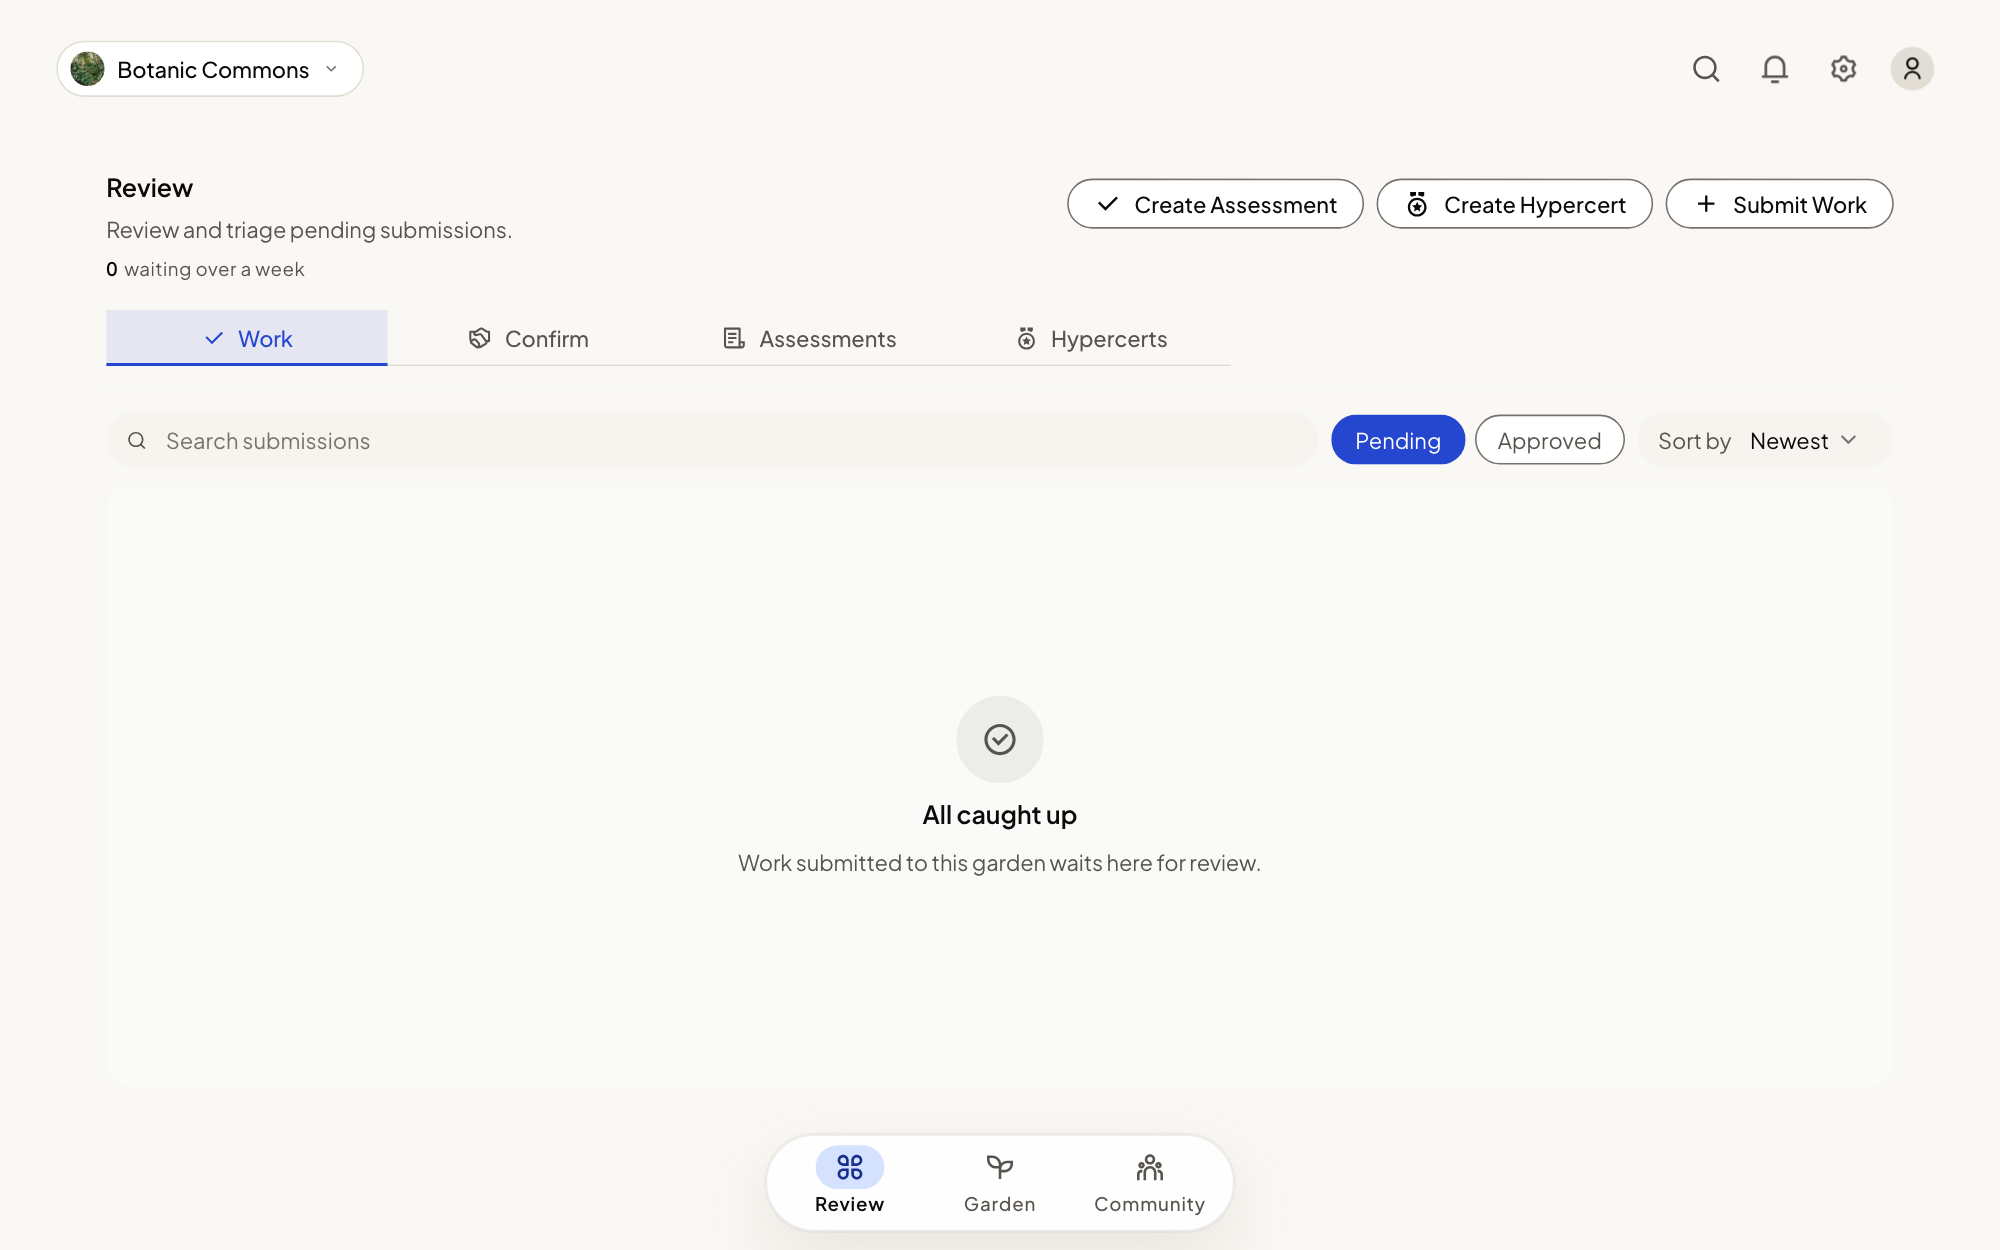 Botanic Commons
Review
Review and triage pending submissions.
0 waiting over a week
Create Assessment
Create Hypercert
Submit Work
Work
Confirm
Assessments
Hypercerts
Search submissions
Pending
Approved
Sort by Newest
All caught up
Work submitted to this garden waits here for review.
Review
Garden
Community